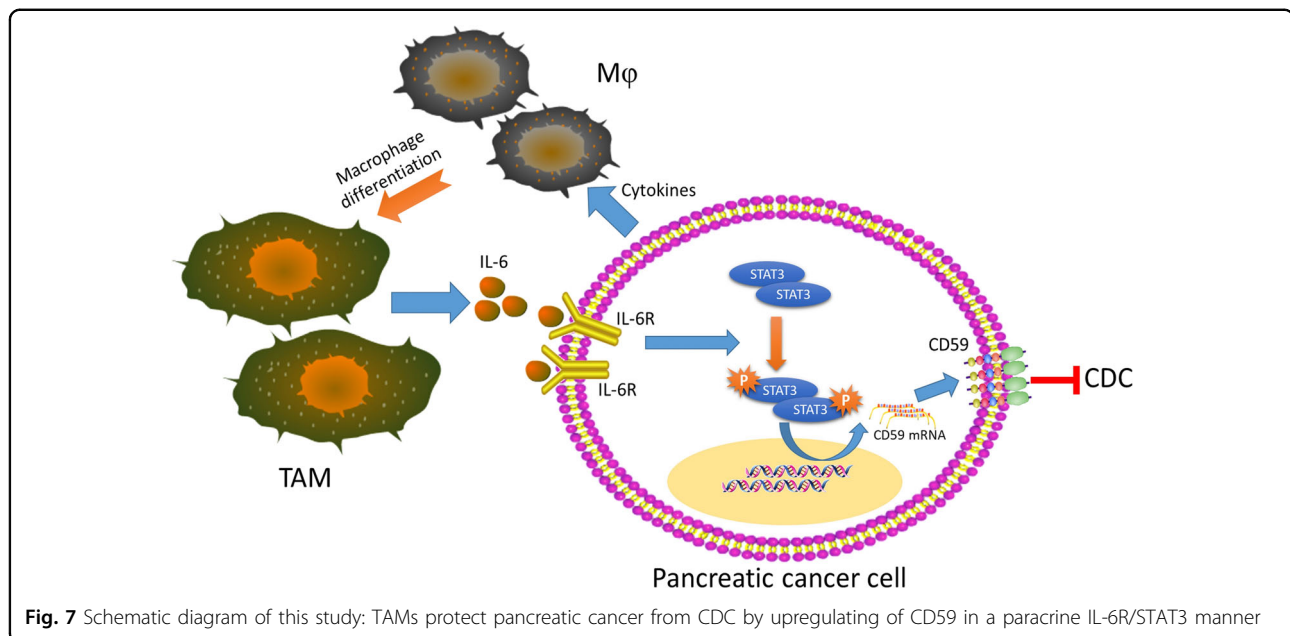 Mφ
Macrophage
differentiation
Cytokines
IL-6
STAT3
STAT3
IL-6R
CD59
IL-6R
P
STAT3
P
STAT3
CDC
CD59 mRNA
TAM
Pancreatic cancer cell
Fig. 7 Schematic diagram of this study: TAMs protect pancreatic cancer from CDC by upregulating of CD59 in a paracrine IL-6R/STAT3 manner